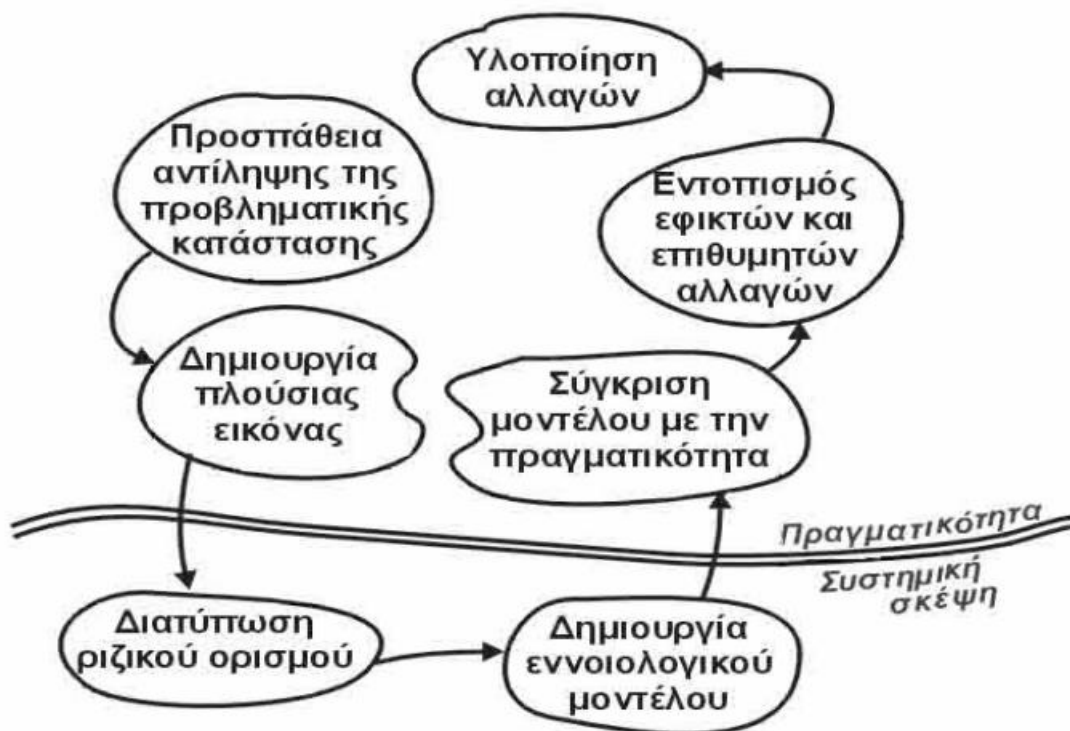 Υλοποίηση
αλλαγών
Προσπάθεια
αντίληψης της
προβληματικής
κατάστασης
Εντοπισμός
εφικτών και
επιθυμητών
αλλαγών
Δημιουργία
πλούσιας
εικόνας
Σύγκριση
μοντέλου με την
πραγματικότητα
Πραγματικότητα
Συστημική
σκέψη
Διατύπωση
ριζικού ορισμού
Δημιουργία
εννοιολογικού
μοντέλου